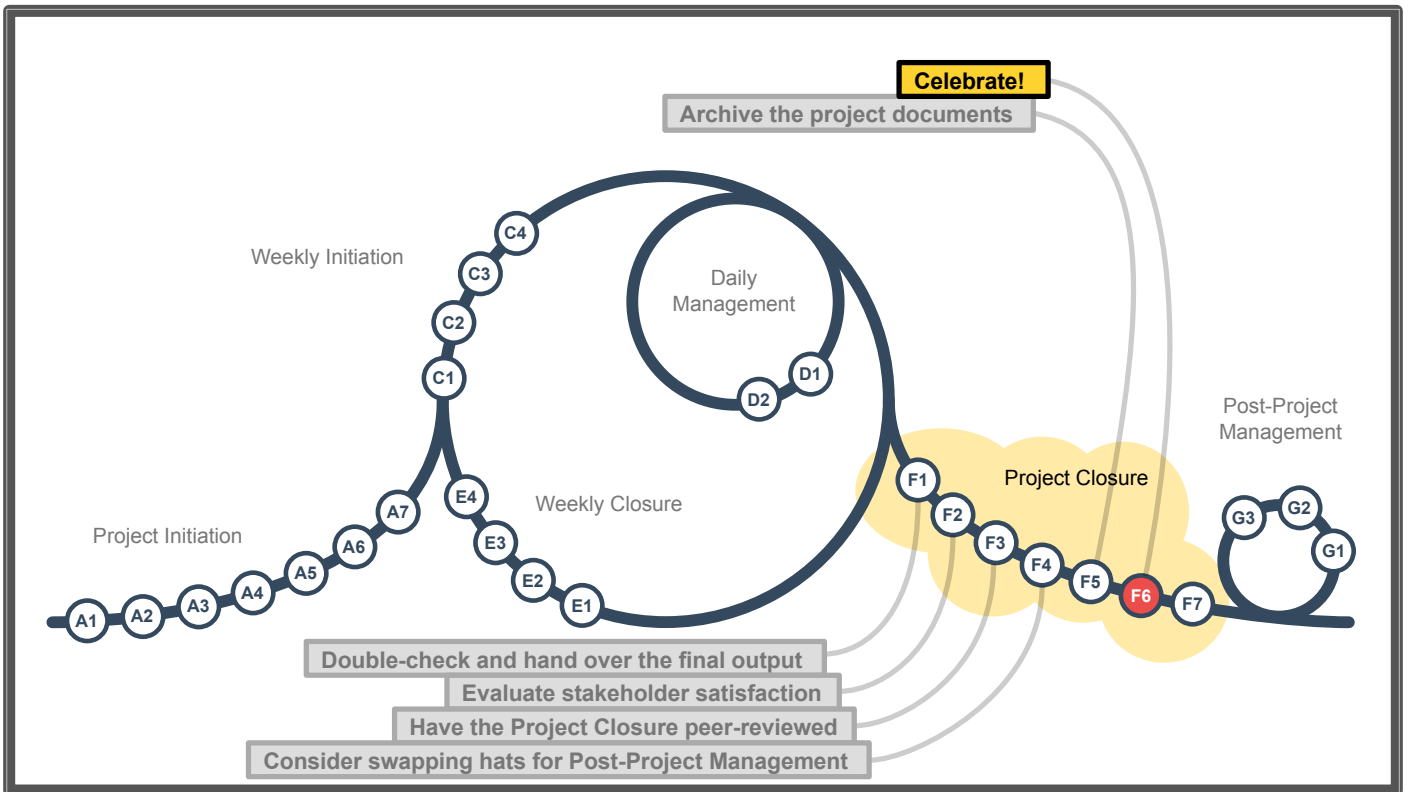 Celebrate!
Archive the project documents
Weekly Initiation
C4
C3
C2
C1
Daily
Management
D1
D2
Post-Project
Management
Project Closure
Weekly Closure
Project Initiation
A1
A2
A3
A4
A5
A6
A7
E4
E3
E2
E1
F1
F2
F3
F4
F5
F6
F7
G3
G2
G1
Double-check and hand over the final output
Evaluate stakeholder satisfaction
Have the Project Closure peer-reviewed
Consider swapping hats for Post-Project Management